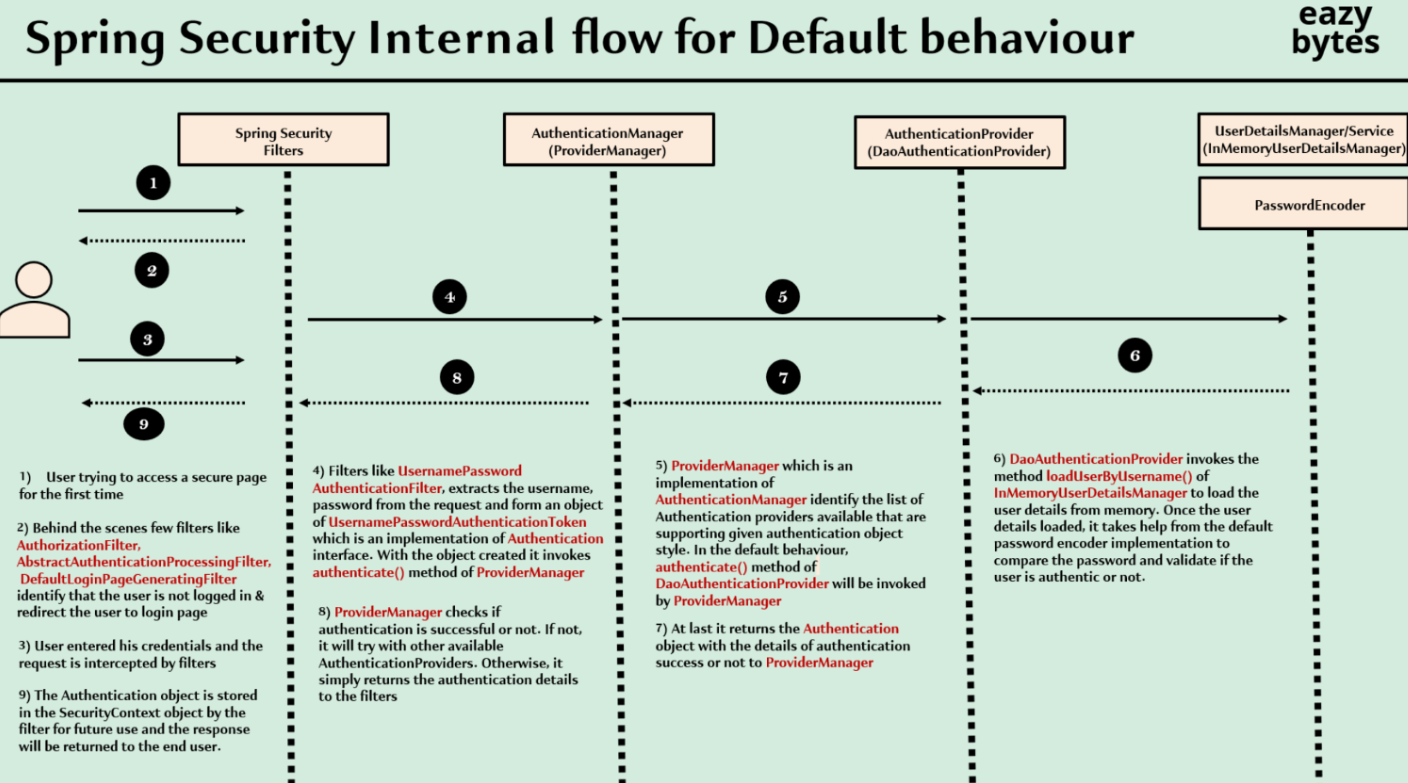 Spring Security Internal flow for Default behaviour
eazy
bytes
Spring Security
Filters
AuthenticationManager
(ProviderManager)
AuthenticationProvider
(DaoAuthenticationProvider)
UserDetailsManager/Service
(InMemoryUserDetailsManager)
PasswordEncoder
1
2
3
4
5
6
7
8
9
1) User trying to access a secure page
for the first time
2) Behind the scenes few filters like
AuthorizationFilter,
AbstractAuthenticationProcessingFilter,
DefaultLoginPageGeneratingFilter
identify that the user is not logged in &
redirect the user to login page
3) User entered his credentials and the
request is intercepted by filters
9) The Authentication object is stored
in the SecurityContext object by the
filter for future use and the response
will be returned to the end user.
4) Filters like UsernamePassword
AuthenticationFilter, extracts the username,
password from the request and form an object
of UsernamePasswordAuthenticationToken
which is an implementation of Authentication
interface. With the object created it invokes
authenticate() method of ProviderManager
8) ProviderManager checks if
authentication is successful or not. If not,
it will try with other available
AuthenticationProviders. Otherwise, it
simply returns the authentication details
to the filters
5) ProviderManager which is an
implementation of
AuthenticationManager identify the list of
Authentication providers available that are
supporting given authentication object
style. In the default behaviour,
authenticate() method of
DaoAuthenticationProvider will be invoked
by ProviderManager
7) At last it returns the Authentication
object with the details of authentication
success or not to ProviderManager
6) DaoAuthenticationProvider invokes the
method loadUserByUsername() of
InMemoryUserDetailsManager to load the
user details from memory. Once the user
details loaded, it takes help from the default
password encoder implementation to
compare the password and validate if the
user is authentic or not.